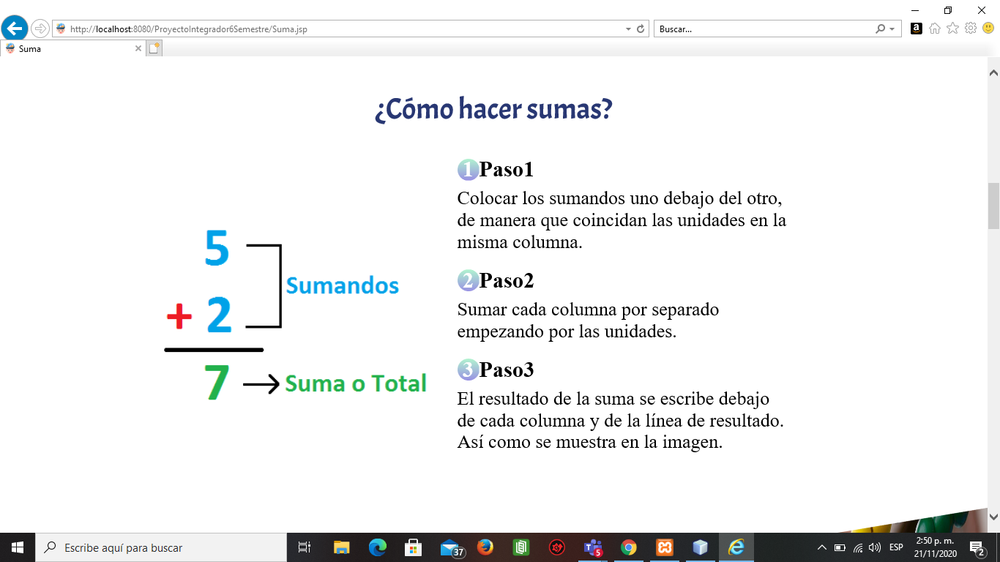 http://localhost:8080/ProyectoIntegrador6Semestre/Suma.jsp
Buscar...
Suma
¿Cómo hacer sumas?
5
+ 2
7
Sumandos
Suma o Total
1 Paso1
Colocar los sumandos uno debajo del otro,
de manera que coincidan las unidades en la
misma columna.
2 Paso2
Sumar cada columna por separado
empezando por las unidades.
3 Paso3
El resultado de la suma se escribe debajo
de cada columna y de la línea de resultado.
Así como se muestra en la imagen.
Escribe aquí para buscar
37
5
ESP
2:50 p. m.
21/11/2020
2